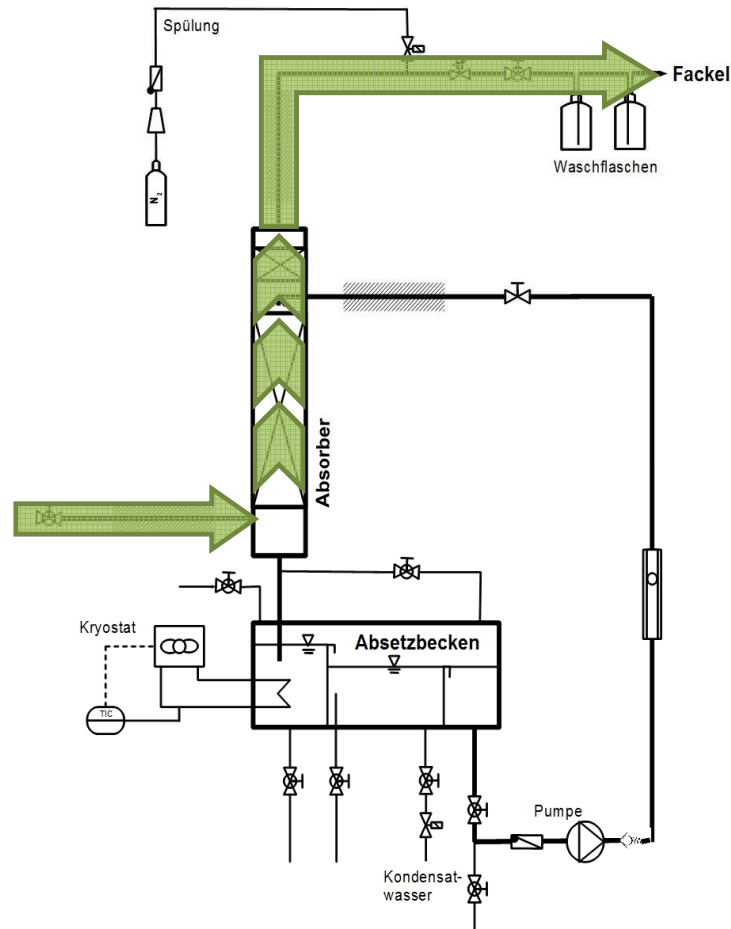 Spülung
Fackel
N2
Waschflaschen
Absorber
Kryostat
Absetzbecken
TIC
Pumpe
Kondensat-
wasser